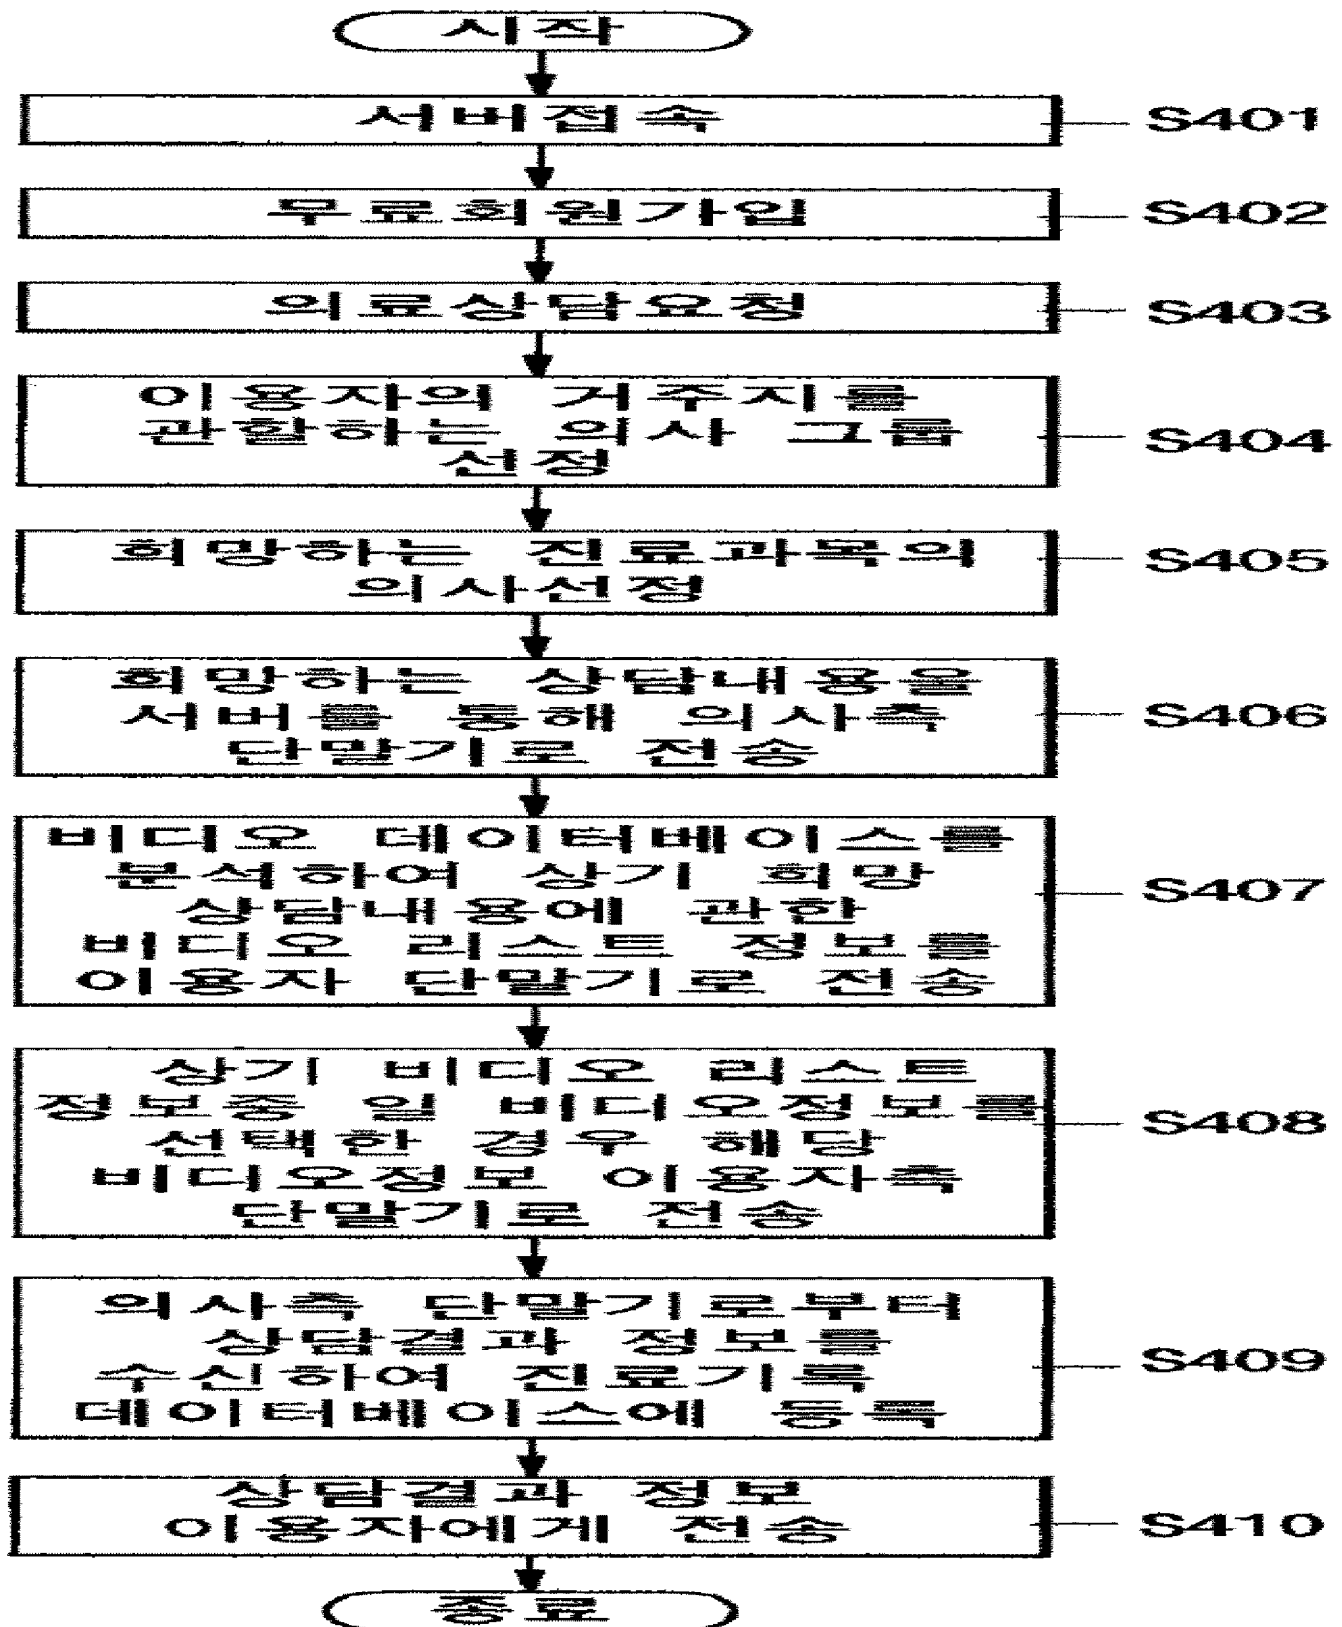 시작
서버접속
S401
무료회원가입
S402
의료상담요청
S403
이용자의 거주지를
관할하는 의사 그룹
선정
S404
희망하는 진료과목의
의사선정
S405
희망하는 상담내용을
서버를 통해 의사측
단말기로 전송
S406
비디오 데이터베이스를
분석하여 상기 희망
상담내용에 관한
비디오 리스트 정보를
이용자 단말기로 전송
S407
상기 비디오 리스트
정보중 일 비디오정보를
선택한 경우 해당
비디오정보 이용자측
단말기로 전송
S408
의사측 단말기로부터
상담결과 정보를
수신하여 진료기록
데이터베이스에 등록
S409
상담결과 정보
이용자에게 전송
S410
종료